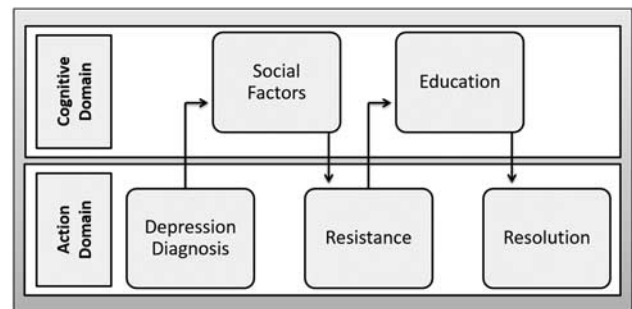 Cognitive
Domain
Social
Factors
Education
Action
Domain
Depression
Diagnosis
Resistance
Resolution